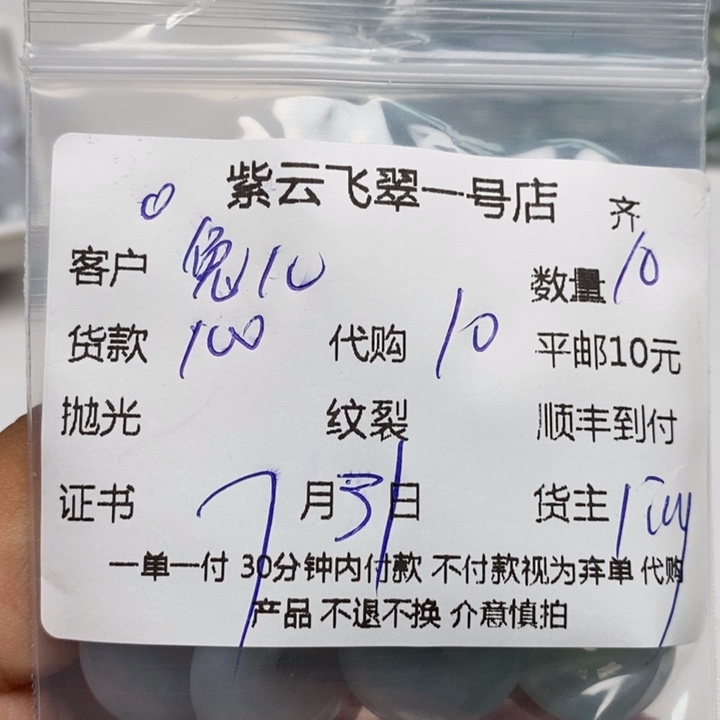 紫云飞翠一号店 齐
客户 兔10 数量 10
货款 100 代购 10 平邮10元
抛光 纹裂 顺丰到付
证书 7月31日 货主
一单一付 30分钟内付款 不付款视为弃单 代购
产品 不退不换 介意慎拍